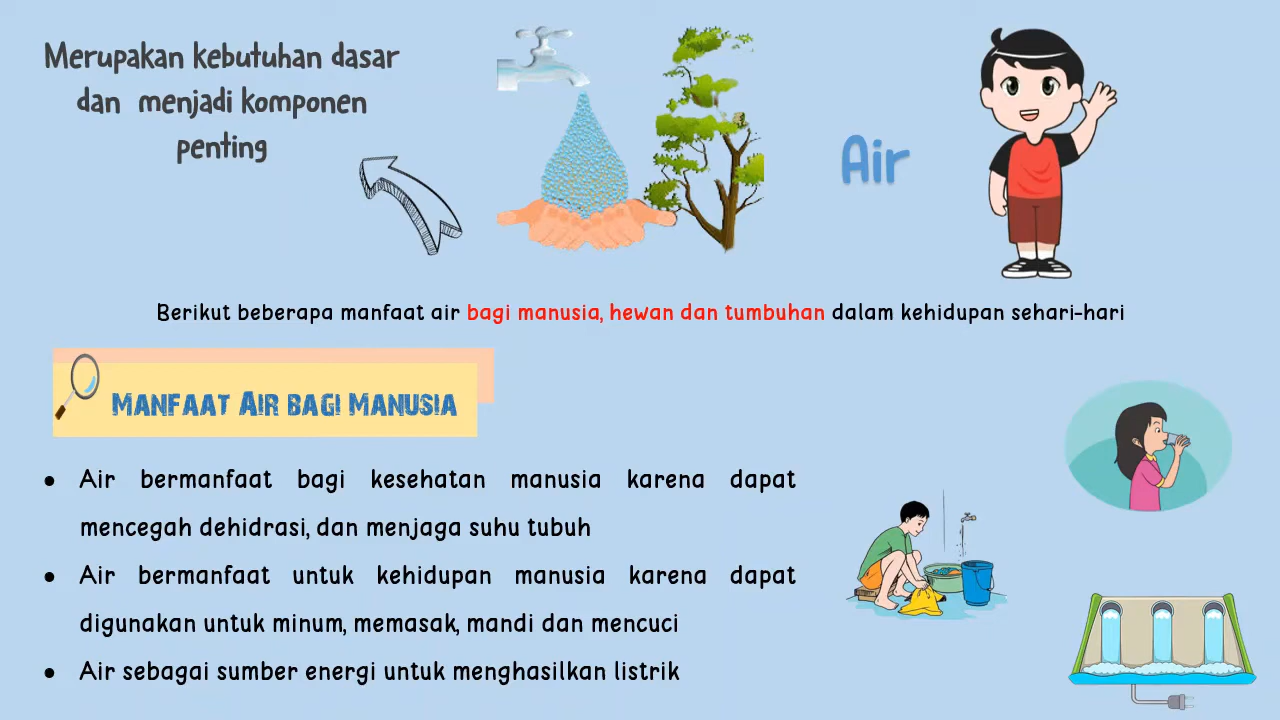 Merupakan kebutuhan dasar
dan menjadi komponen
penting
Air
Berikut beberapa manfaat air bagi manusia, hewan dan tumbuhan dalam kehidupan sehari-hari
Manfaat Air bagi Manusia
• Air bermanfaat bagi kesehatan manusia karena dapat
mencegah dehidrasi, dan menjaga suhu tubuh
• Air bermanfaat untuk kehidupan manusia karena dapat
digunakan untuk minum, memasak, mandi dan mencuci
• Air sebagai sumber energi untuk menghasilkan listrik